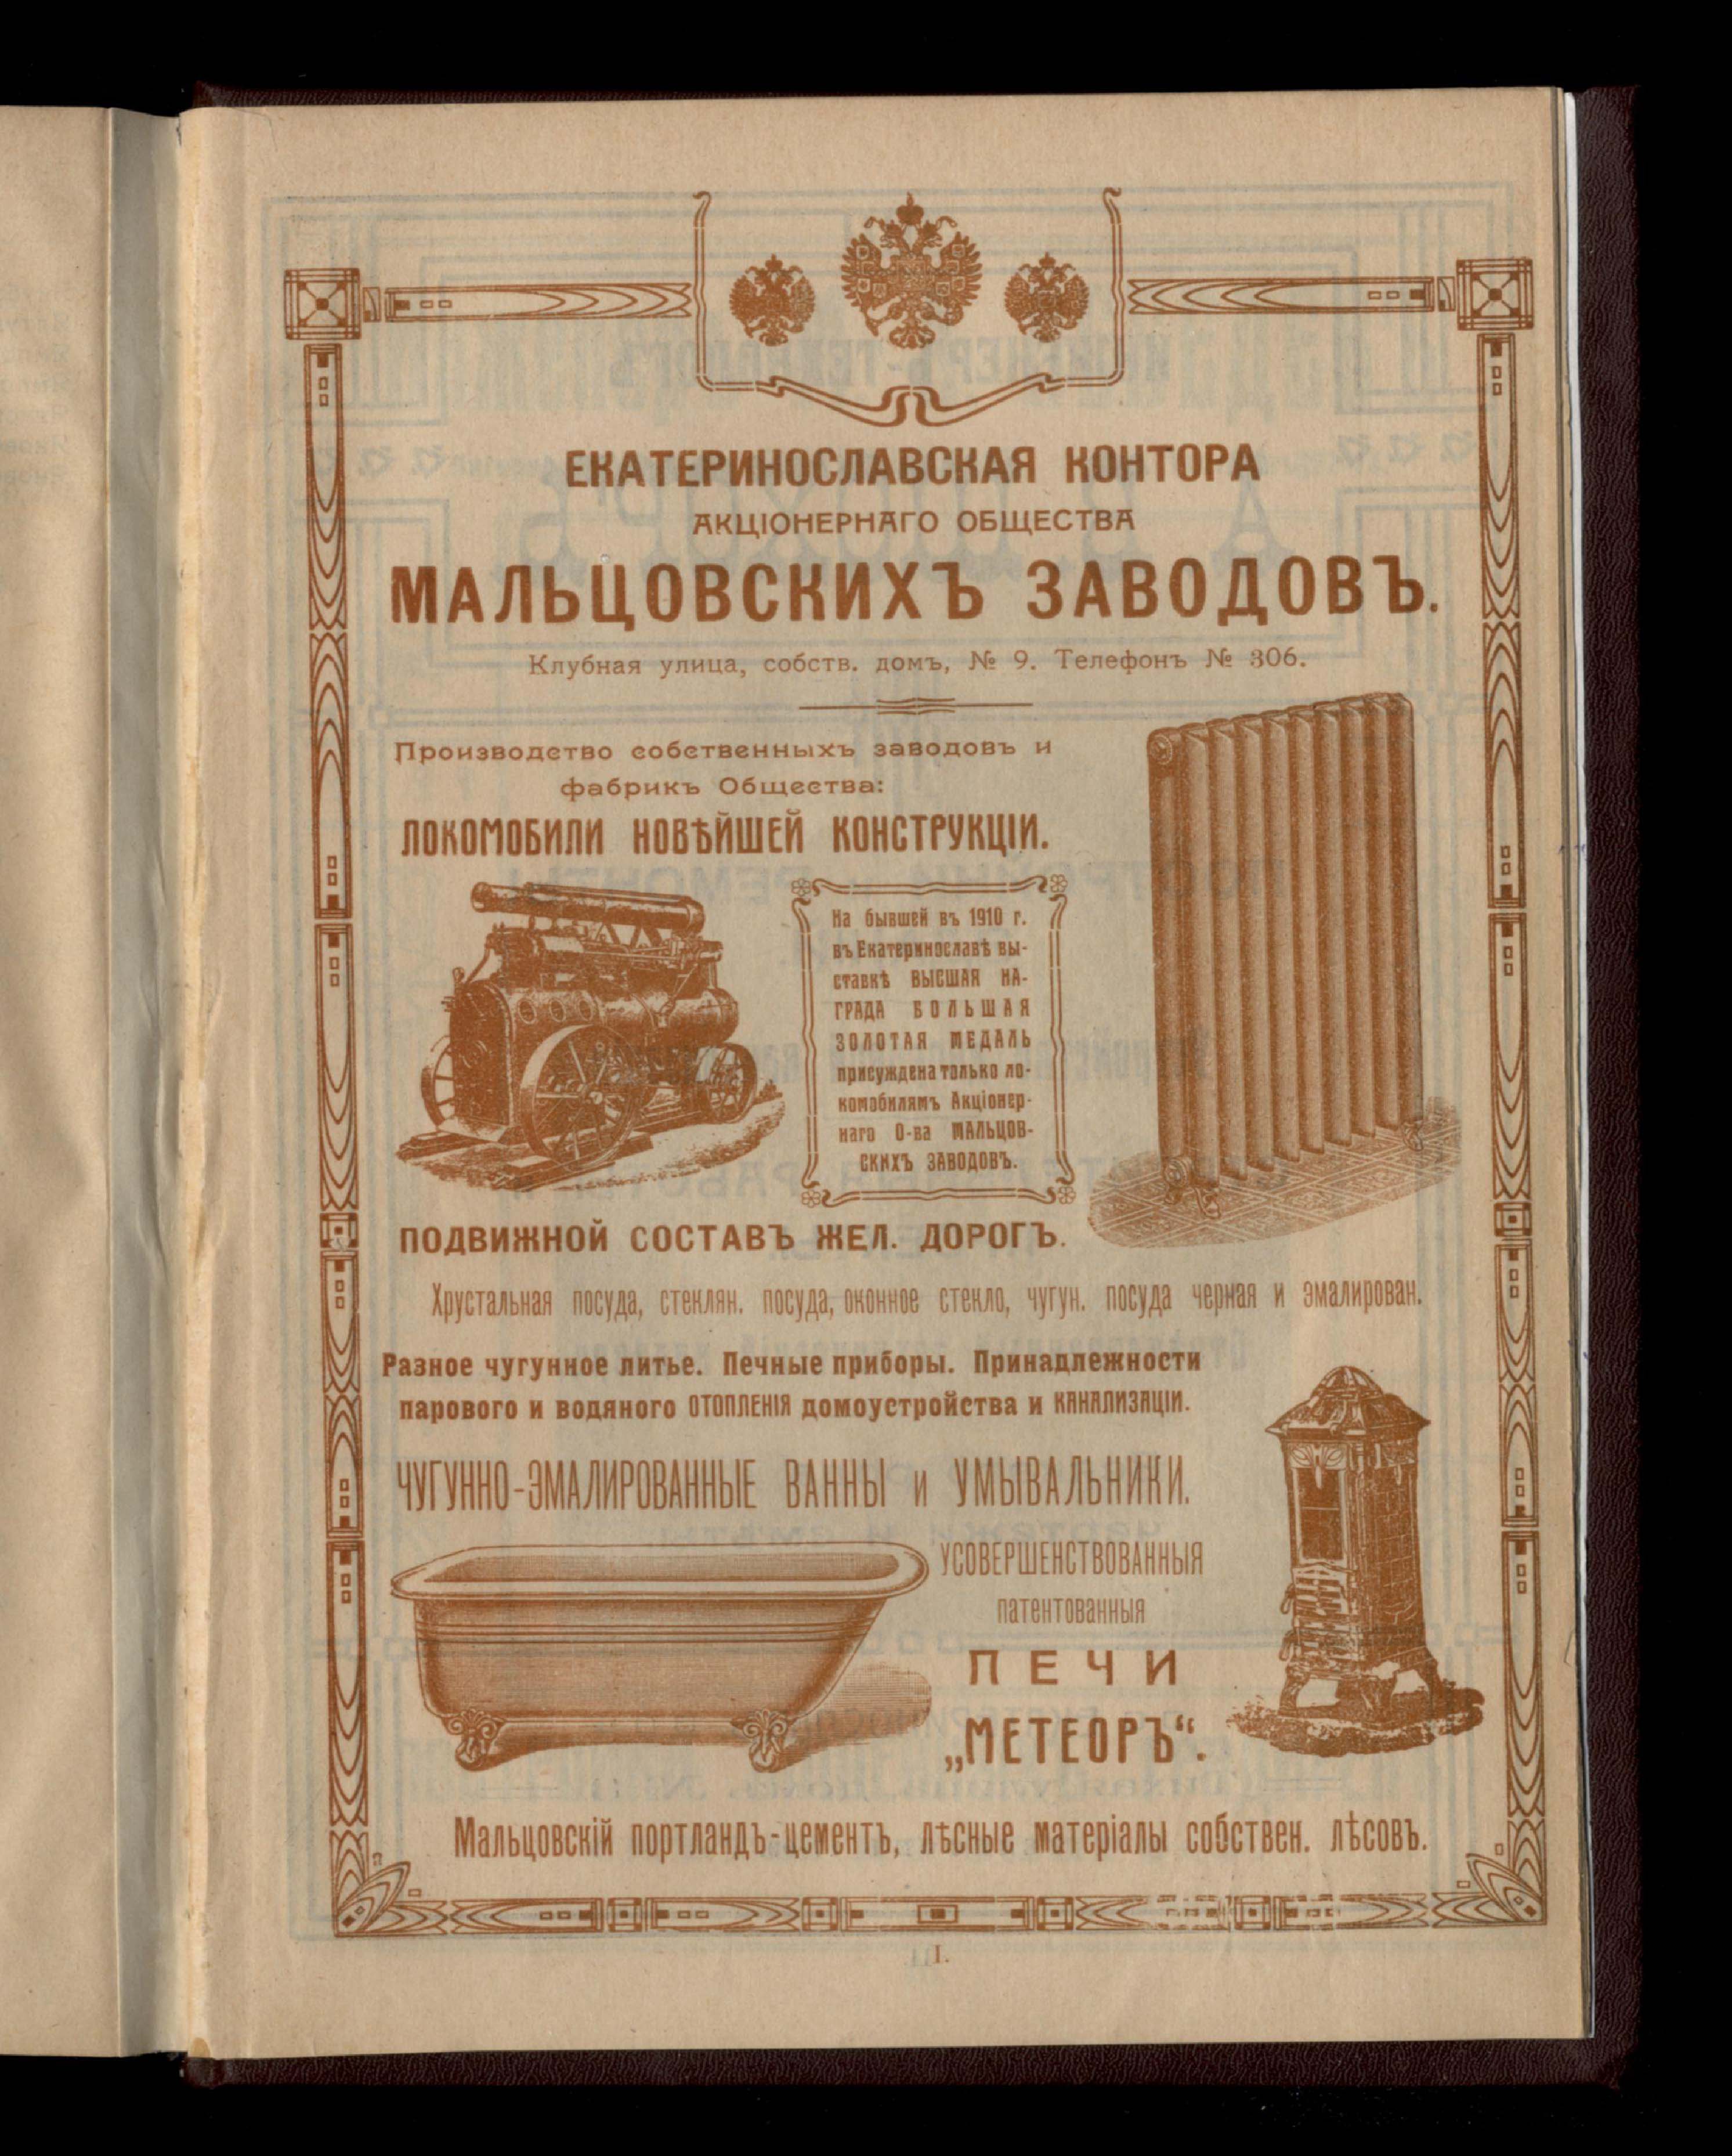 ЕКАТЕРИНОСЛАВСКАЯ КОНТОРА
АКЦІОНЕРНАГО ОБЩЕСТВА
МАЛЬЦОВСКИХЪ ЗАВОДОВЪ.
Клубная улица, собств. домъ, № 9. Телефонъ № 306.
Производство собственныхъ заводовъ и
фабрикъ Общества:
ЛОКОМОБИЛИ НОВѢЙШЕЙ КОНСТРУКЦІИ.
На бывшей въ 1910 г.
въ Екатеринославѣ вы-
ставкѣ ВЫСШАЯ НА-
ГРАДА БОЛЬШАЯ
ЗОЛОТАЯ МЕДАЛЬ
присуждена только ло-
комобилямъ Акціонер-
наго О-ва МАЛЬЦОВ-
СКИХЪ ЗАВОДОВЪ.
ПОДВИЖНОЙ СОСТАВЪ ЖЕЛ. ДОРОГЪ.
Хрустальная посуда, стеклян. посуда, оконное стекло, чугун. посуда черная и эмалирован.
Разное чугунное литье. Печные приборы. Принадлежности
парового и водяного ОТОПЛЕНІЯ домоустройства и КАНАЛИЗАЦІИ.
ЧУГУННО-ЭМАЛИРОВАННЫЕ ВАННЫ и УМЫВАЛЬНИКИ.
УСОВЕРШЕНСТВОВАННЫЯ
патентованныя
ПЕЧИ
„МЕТЕОРЪ“.
Мальцовскій портландъ-цементъ, лѣсные матеріалы собствен. лѣсовъ.
I.